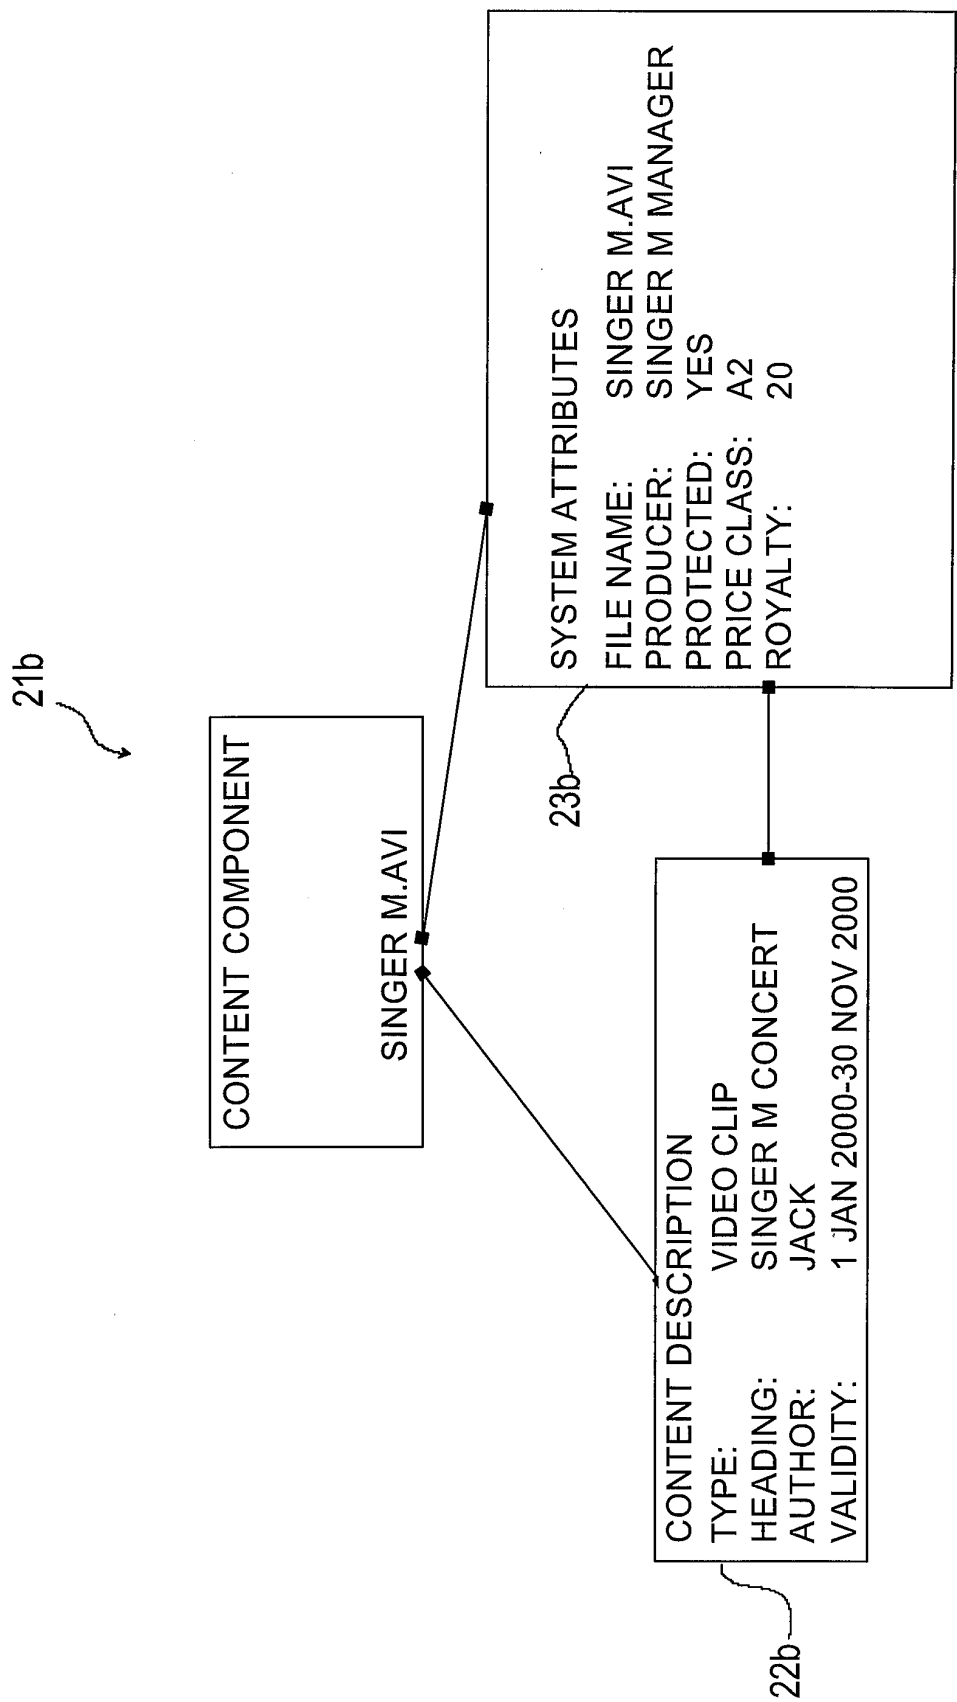 21b
CONTENT COMPONENT
SINGER M.AVI
22b
CONTENT DESCRIPTION
TYPE: VIDEO CLIP
HEADING: SINGER M CONCERT
AUTHOR: JACK
VALIDITY: 1 JAN 2000-30 NOV 2000
23b
SYSTEM ATTRIBUTES
FILE NAME: SINGER M.AVI
PRODUCER: SINGER M MANAGER
PROTECTED: YES
PRICE CLASS: A2
ROYALTY: 20